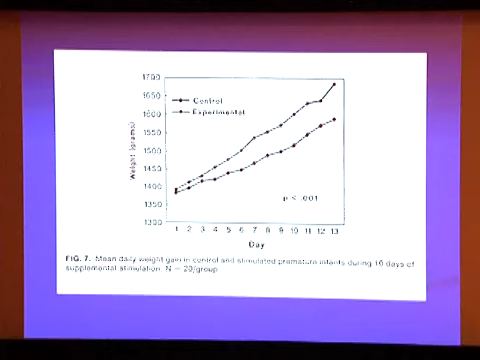 1700
1650
1600
1550
1500
1450
1400
1350
1300
Weight (grams)
Control
Experimental
p < .001
1 2 3 4 5 6 7 8 9 10 11 12 13
Day
FIG. 7. Mean daily weight gain in control and stimulated premature infants during 10 days of
supplemental stimulation. N = 20/group